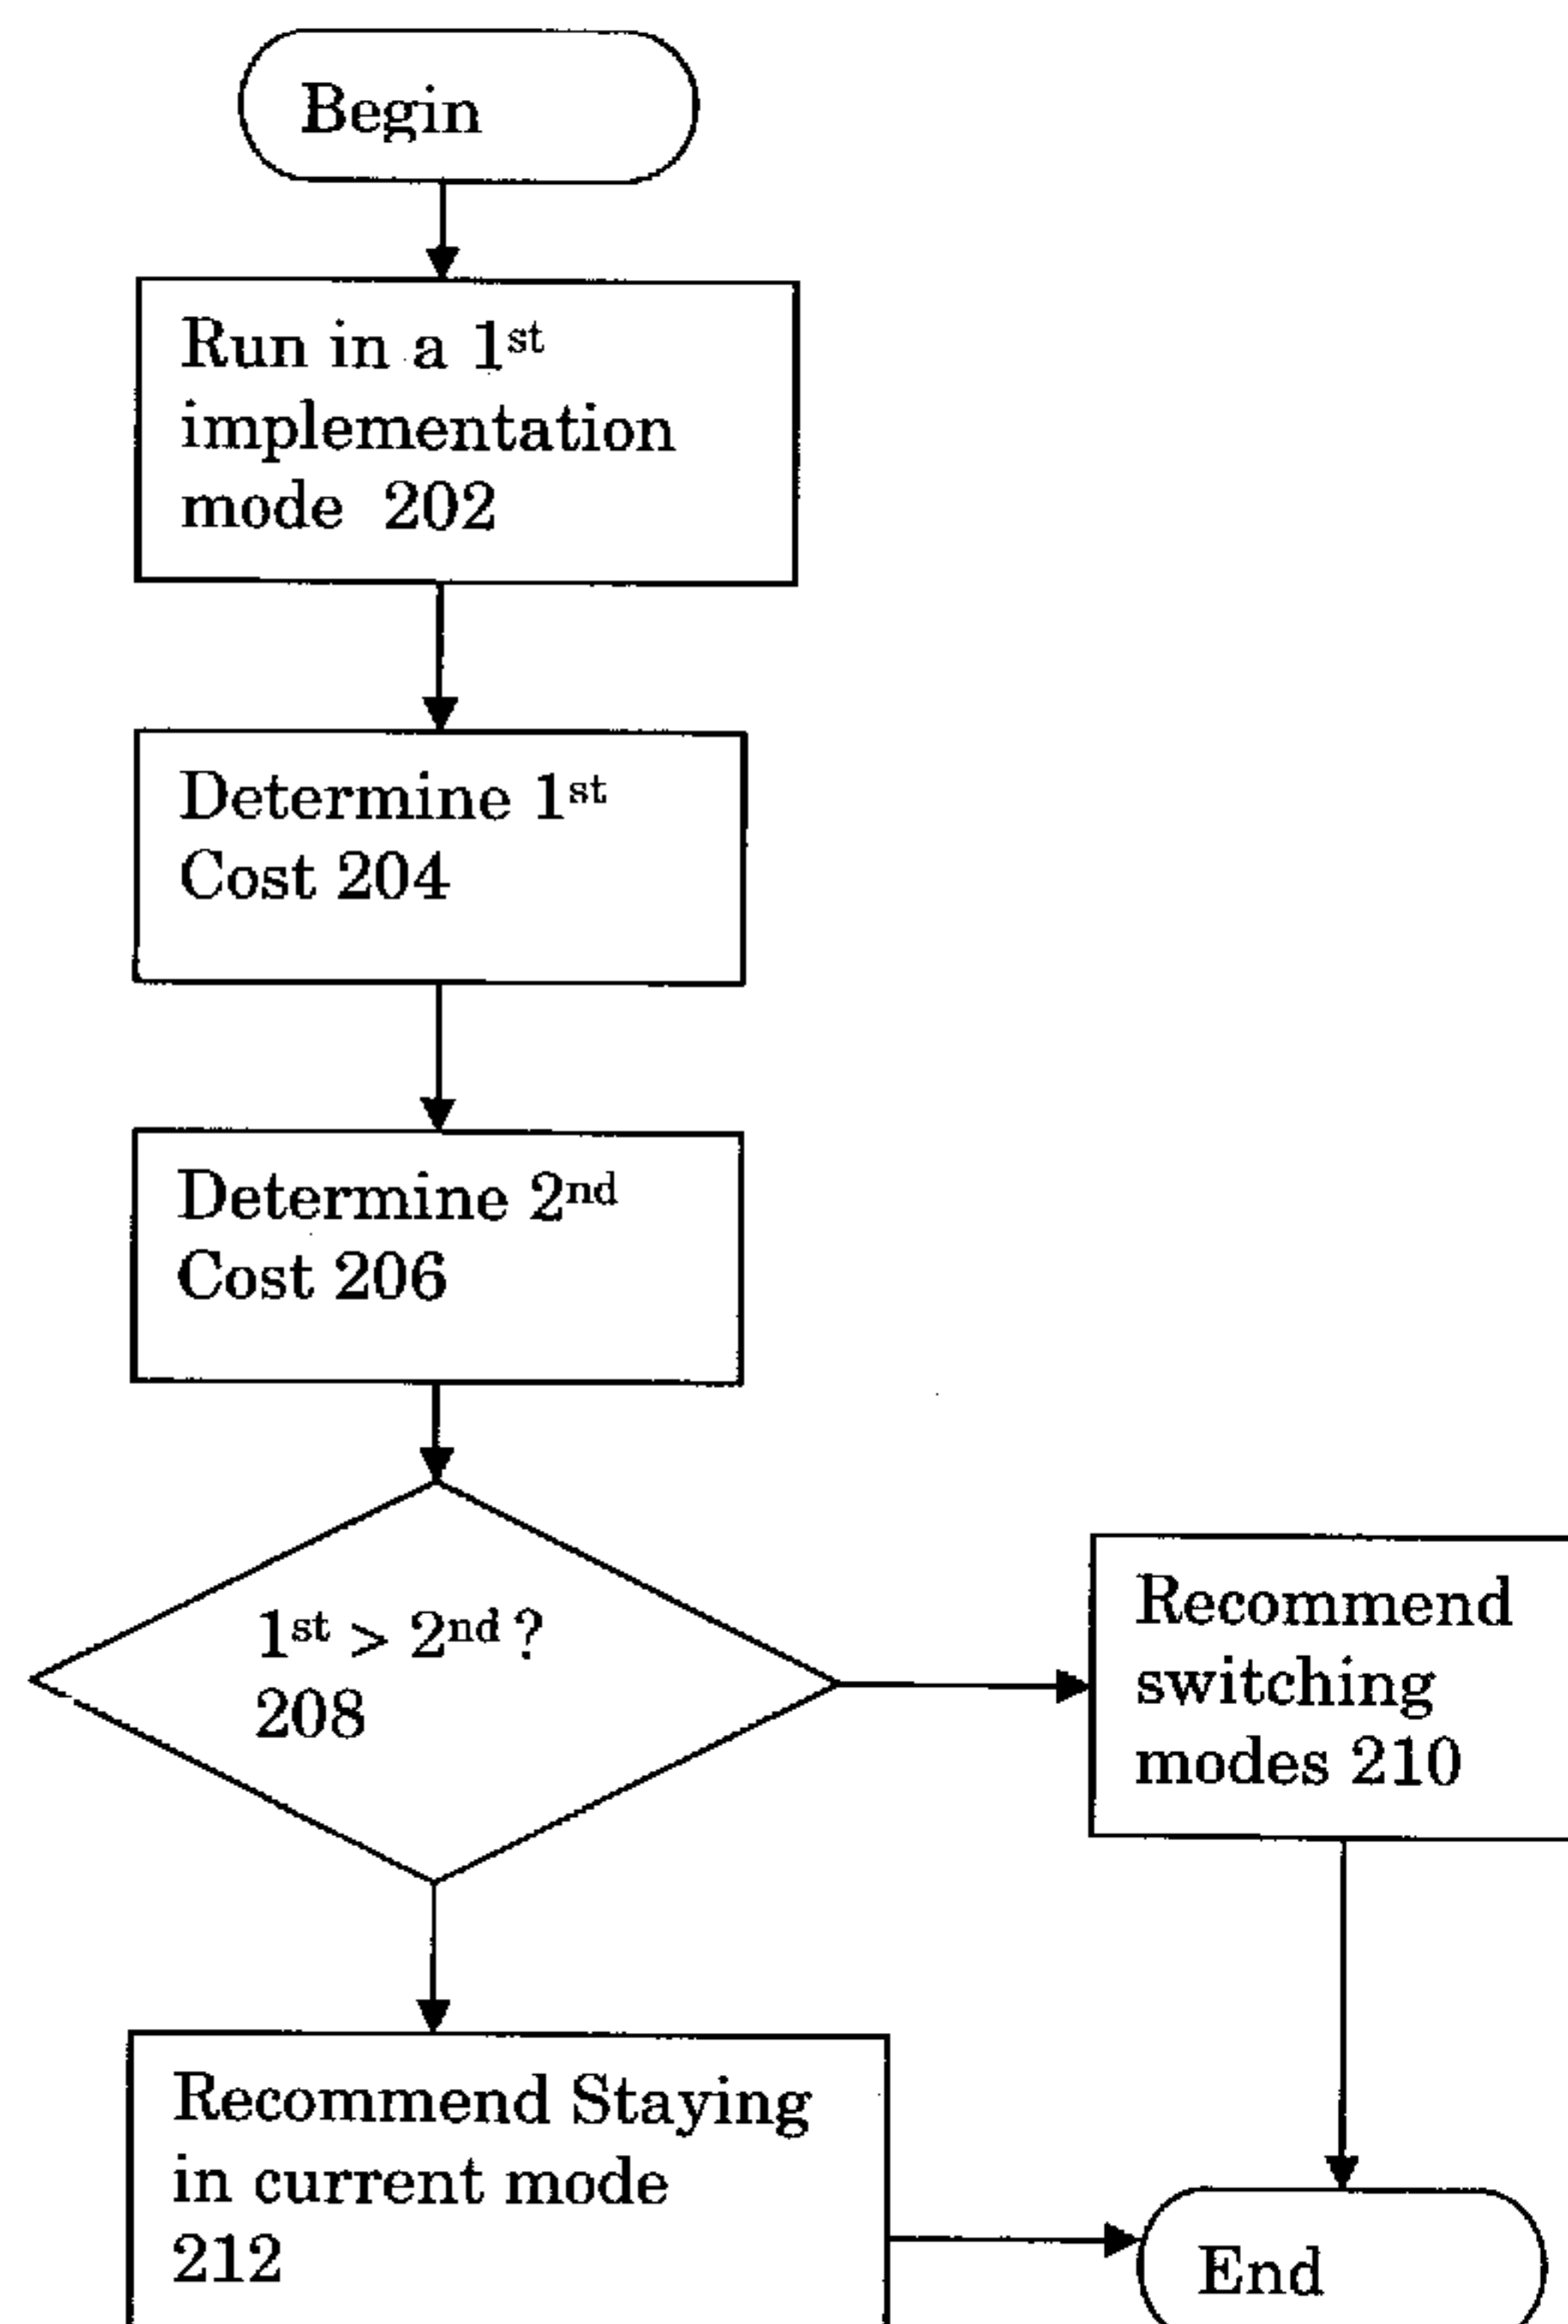 Begin
Run in a 1st
implementation
mode 202
Determine 1st
Cost 204
Determine 2nd
Cost 206
1st > 2nd ?
208
Recommend
switching
modes 210
Recommend Staying
in current mode
212
End